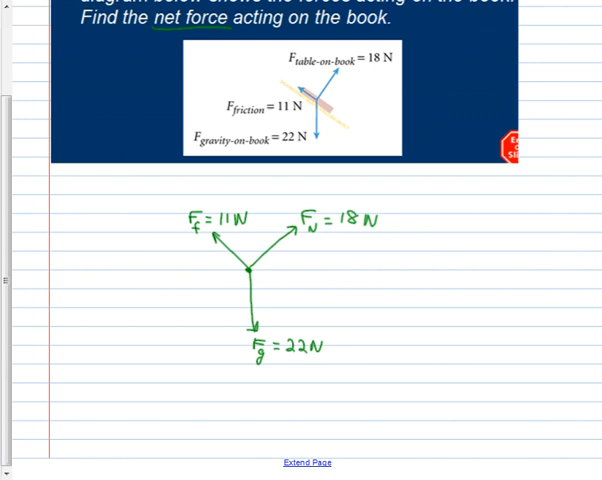 Find the net force acting on the book.
Ftable-on-book = 18 N
Ffriction = 11 N
Fgravity-on-book = 22 N
Ff = 11N
FN = 18 N
Fg = 22N
Extend Page